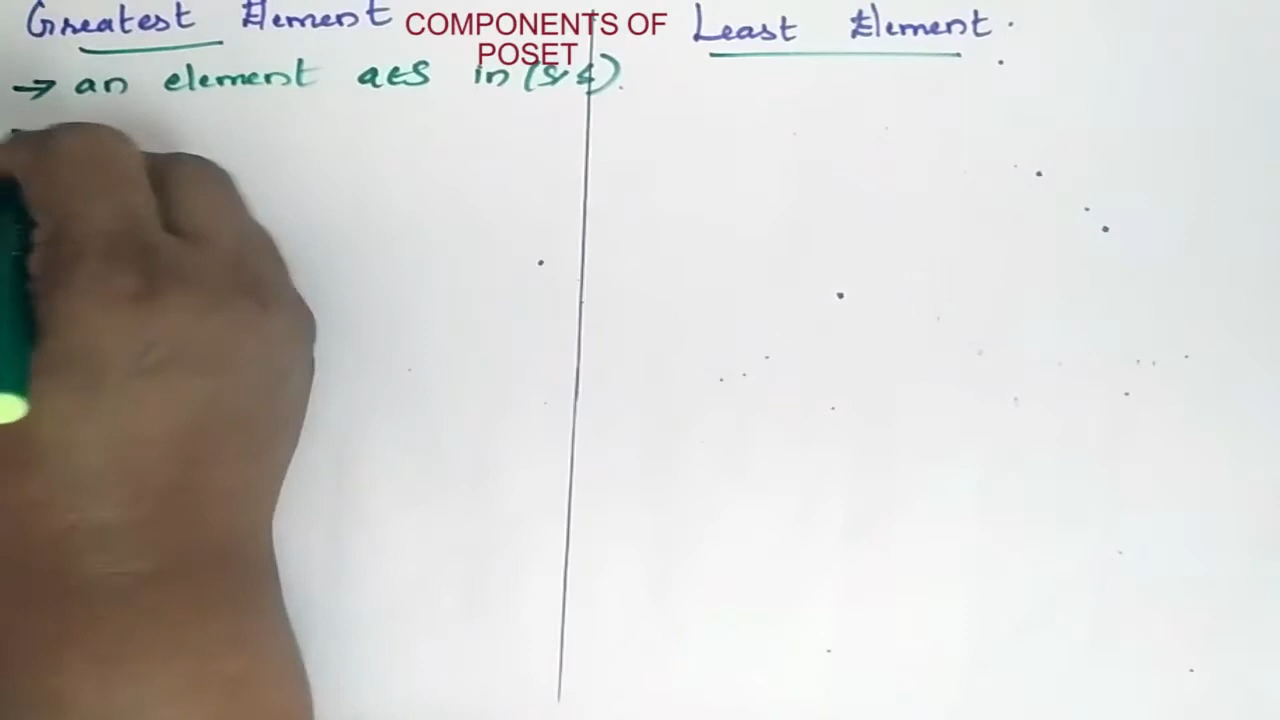 Greatest Element
COMPONENTS OF
POSET
Least Element.
→ an element a∈S in (S, ≤).